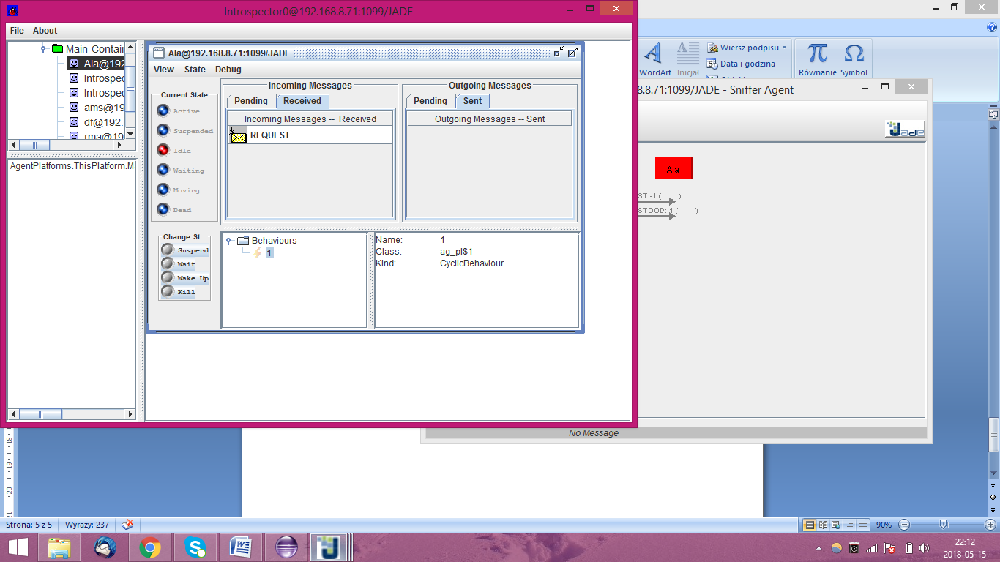 Introspector0@192.168.8.71:1099/JADE
File About
Main-Contair
Ala@192
Introspec
Introspec
ams@19
df@192.
rma@19
AgentPlatforms.ThisPlatform.Ma
Ala@192.168.8.71:1099/JADE
View State Debug
Current State
Active
Suspended
Idle
Waiting
Moving
Dead
Change St...
Suspend
Wait
Wake Up
Kill
Incoming Messages
Pending Received
Incoming Messages -- Received
REQUEST
Outgoing Messages
Pending Sent
Outgoing Messages -- Sent
Behaviours
1
Name: 1
Class: ag_pl$1
Kind: CyclicBehaviour
WordArt
Inicjał
Wiersz podpisu
Data i godzina
Równanie Symbol
8.8.71:1099/JADE - Sniffer Agent
Jade
Ala
ST:-1 ( )
STOOD:-1 ( )
No Message
18
19
20
21
Strona: 5 z 5 Wyrazy: 237
90%
22:12
2018-05-15